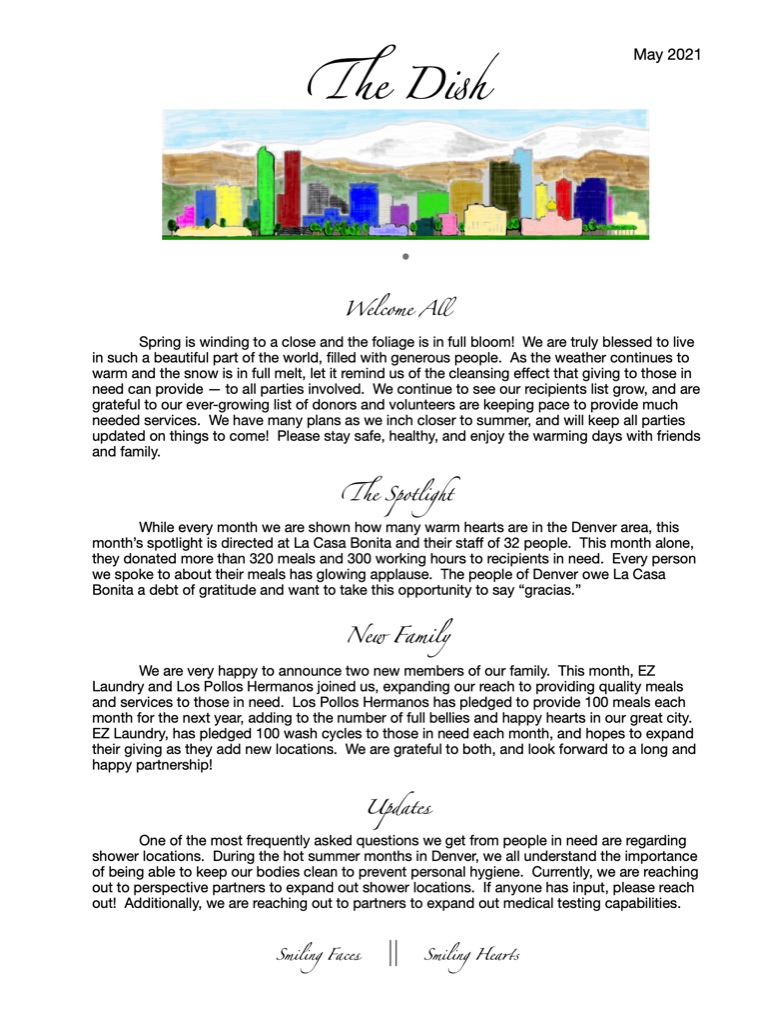 May 2021
The Dish
Welcome All
Spring is winding to a close and the foliage is in full bloom!  We are truly blessed to live
in such a beautiful part of the world, filled with generous people.  As the weather continues to
warm and the snow is in full melt, let it remind us of the cleansing effect that giving to those in
need can provide — to all parties involved.  We continue to see our recipients list grow, and are
grateful to our ever-growing list of donors and volunteers are keeping pace to provide much
needed services.  We have many plans as we inch closer to summer, and will keep all parties
updated on things to come!  Please stay safe, healthy, and enjoy the warming days with friends
and family.
The Spotlight
While every month we are shown how many warm hearts are in the Denver area, this
month’s spotlight is directed at La Casa Bonita and their staff of 32 people.  This month alone,
they donated more than 320 meals and 300 working hours to recipients in need.  Every person
we spoke to about their meals has glowing applause.  The people of Denver owe La Casa
Bonita a debt of gratitude and want to take this opportunity to say “gracias.”
New Family
We are very happy to announce two new members of our family.  This month, EZ
Laundry and Los Pollos Hermanos joined us, expanding our reach to providing quality meals
and services to those in need.  Los Pollos Hermanos has pledged to provide 100 meals each
month for the next year, adding to the number of full bellies and happy hearts in our great city.
EZ Laundry, has pledged 100 wash cycles to those in need each month, and hopes to expand
their giving as they add new locations.  We are grateful to both, and look forward to a long and
happy partnership!
Updates
One of the most frequently asked questions we get from people in need are regarding
shower locations.  During the hot summer months in Denver, we all understand the importance
of being able to keep our bodies clean to prevent personal hygiene.  Currently, we are reaching
out to perspective partners to expand out shower locations.  If anyone has input, please reach
out!  Additionally, we are reaching out to partners to expand out medical testing capabilities.
Smiling Faces || Smiling Hearts